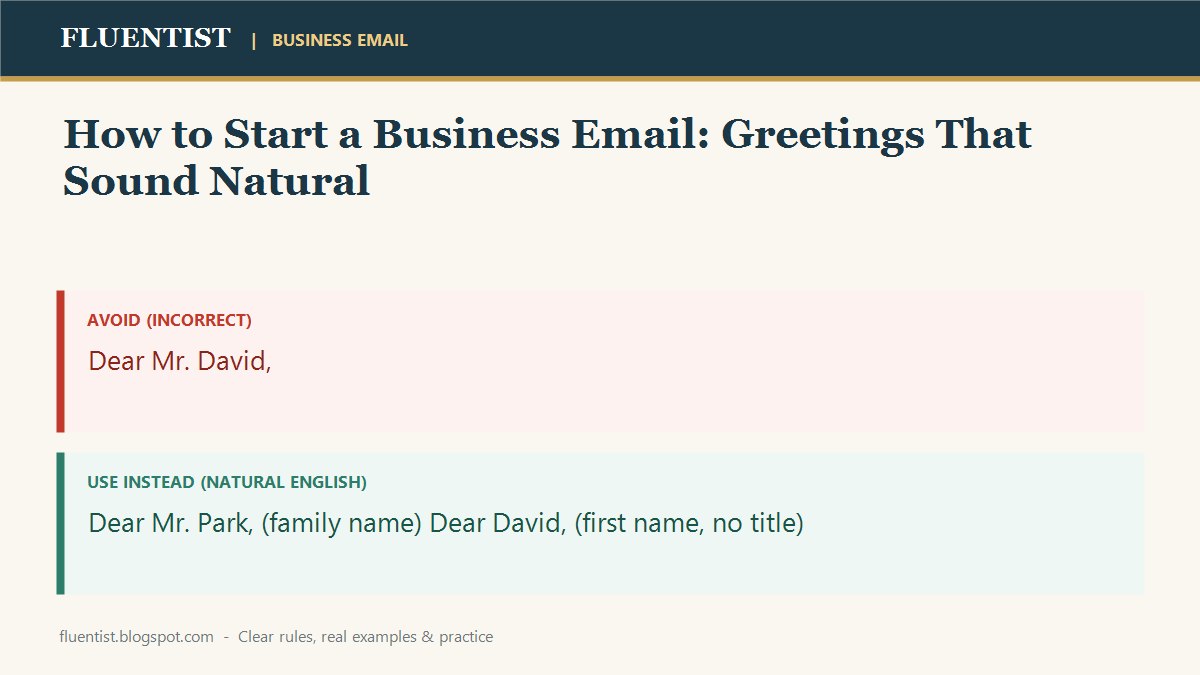 FLUENTIST | BUSINESS EMAIL
How to Start a Business Email: Greetings That
Sound Natural
AVOID (INCORRECT)
Dear Mr. David,
USE INSTEAD (NATURAL ENGLISH)
Dear Mr. Park, (family name) Dear David, (first name, no title)
fluentist.blogspot.com - Clear rules, real examples & practice